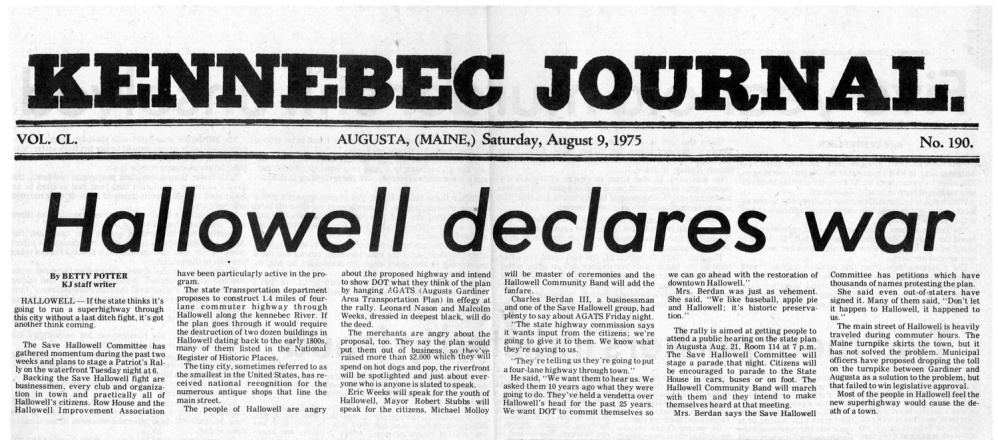 KENNEBEC JOURNAL.
VOL. CL.
AUGUSTA, (MAINE,) Saturday, August 9, 1975
No. 190.
Hallowell declares war
By BETTY POTTER
KJ staff writer
HALLOWELL — If the state thinks it's
going to run a superhighway through
this city without a last ditch fight, it's got
another think coming.
The Save Hallowell Committee has
gathered momentum during the past two
weeks and plans to stage a Patriot's Ral-
ly on the waterfront Tuesday night at 6.
Backing the Save Hallowell fight are
businessmen, every club and organiza-
tion in town and practically all of
Hallowell's citizens. Row House and the
Hallowell Improvement Association
have been particularly active in the pro-
gram.
The state Transportation department
proposes to construct 1.4 miles of four-
lane commuter highway through
Hallowell along the kennebec River. If
the plan goes through it would require
the destruction of two dozen buildings in
Hallowell dating back to the early 1800s,
many of them listed in the National
Register of Historic Places.
The tiny city, sometimes referred to as
the smallest in the United States, has re-
ceived national recognition for the
numerous antique shops that line the
main street.
The people of Hallowell are angry
about the proposed highway and intend
to show DOT what they think of the plan
by hanging AGATS (Augusts Gardiner
Area Transportation Plan) in effegy at
the rally. Leonard Nason and Malcolm
Weeks, dressed in deepest black, will do
the deed.
The merchants are angry about the
proposal, too. They say the plan would
put them out of business, so they've
raised more than $2,000 which they will
spend on hot dogs and pop, the riverfront
will be spotlighted and just about ever-
yone who is anyone is slated to speak.
Eric Weeks will speak for the youth of
Hallowell, Mayor Robert Stubbs will
speak for the citizens, Michael Molloy
will be master of ceremonies and the
Hallowell Community Band will add the
fanfare.
Charles Berdan III, a businessman
and one of the Save Hallowell group, had
plenty to say about AGATS Friday night.
"The state highway commission says
it wants input from the citizens; we're
going to give it to them. We know what
they're saying to us.
"They're telling us they're going to put
a four-lane highway through town."
He said, "We want them to hear us. We
asked them 10 years ago what they were
going to do. They've held a vendetta over
Hallowell's head for the past 25 years.
We want DOT to commit themselves so
we can go ahead with the restoration of
downtown Hallowell."
Mrs. Berdan was just as vehement.
She said, "We like baseball, apple pie
and Hallowell; it's historic preserva-
tion."
The rally is aimed at getting people to
attend a public hearing on the state plan
in Augusta Aug. 21, Room 114 at 7 p.m.
The Save Hallowell Committee will
stage a parade that night. Citizens will
be encouraged to parade to the State
House in cars, buses or on foot. The
Hallowell Community Band will march
with them and they intend to make
themselves heard at that meeting.
Mrs. Berdan says the Save Hallowell
Committee has petitions which have
thousands of names protesting the plan.
She said even out-of-staters have
signed it. Many of them said, "Don't let
it happen to Hallowell, it happened to
us."
The main street of Hallowell is heavily
traveled during commuter hours. The
Maine turnpike skirts the town, but it
has not solved the problem. Municipal
officers have proposed dropping the toll
on the turnpike between Gardiner and
Augusta as a solution to the problem, but
that failed to win legislative approval.
Most of the people in Hallowell feel the
new superhighway would cause the de-
ath of a town.